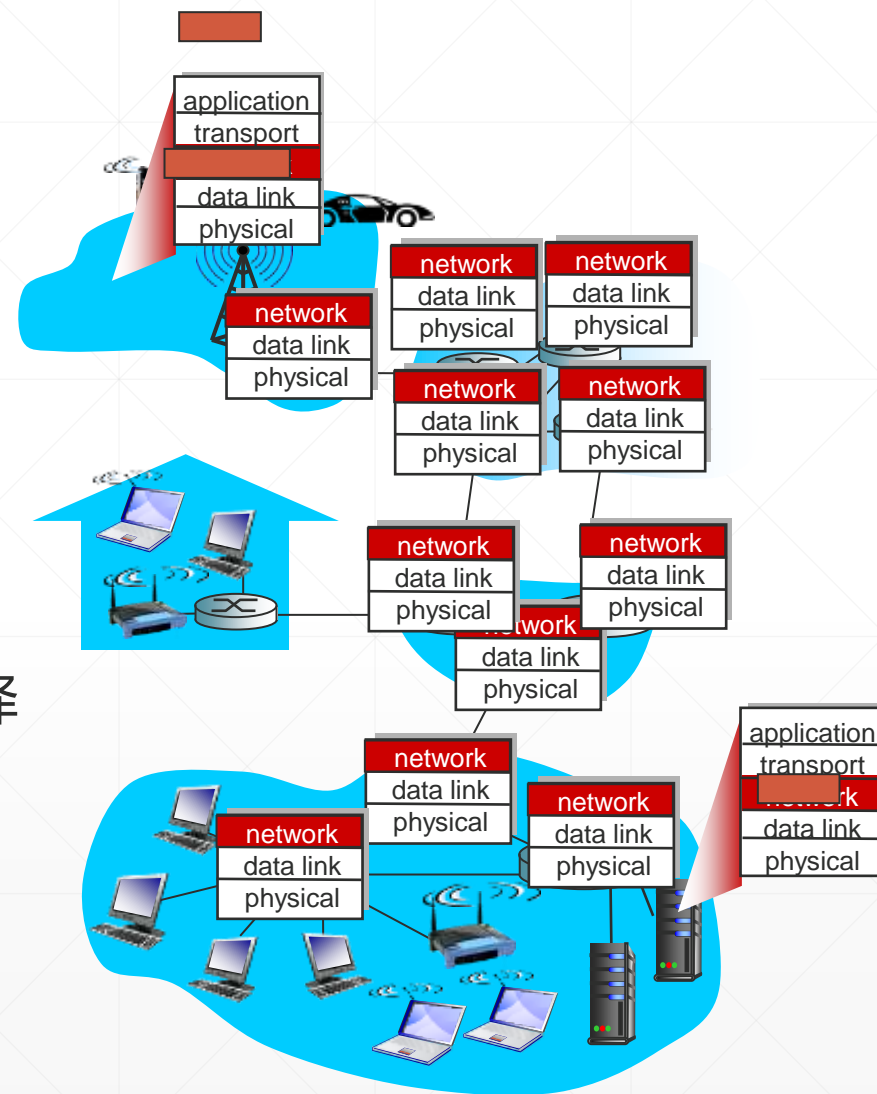 application
transport
data link
physical
network
data link
physical
network
data link
physical
network
data link
physical
network
data link
physical
network
data link
physical
network
data link
physical
network
data link
physical
network
data link
physical
network
data link
physical
network
data link
physical
network
data link
physical
application
transport
data link
physical